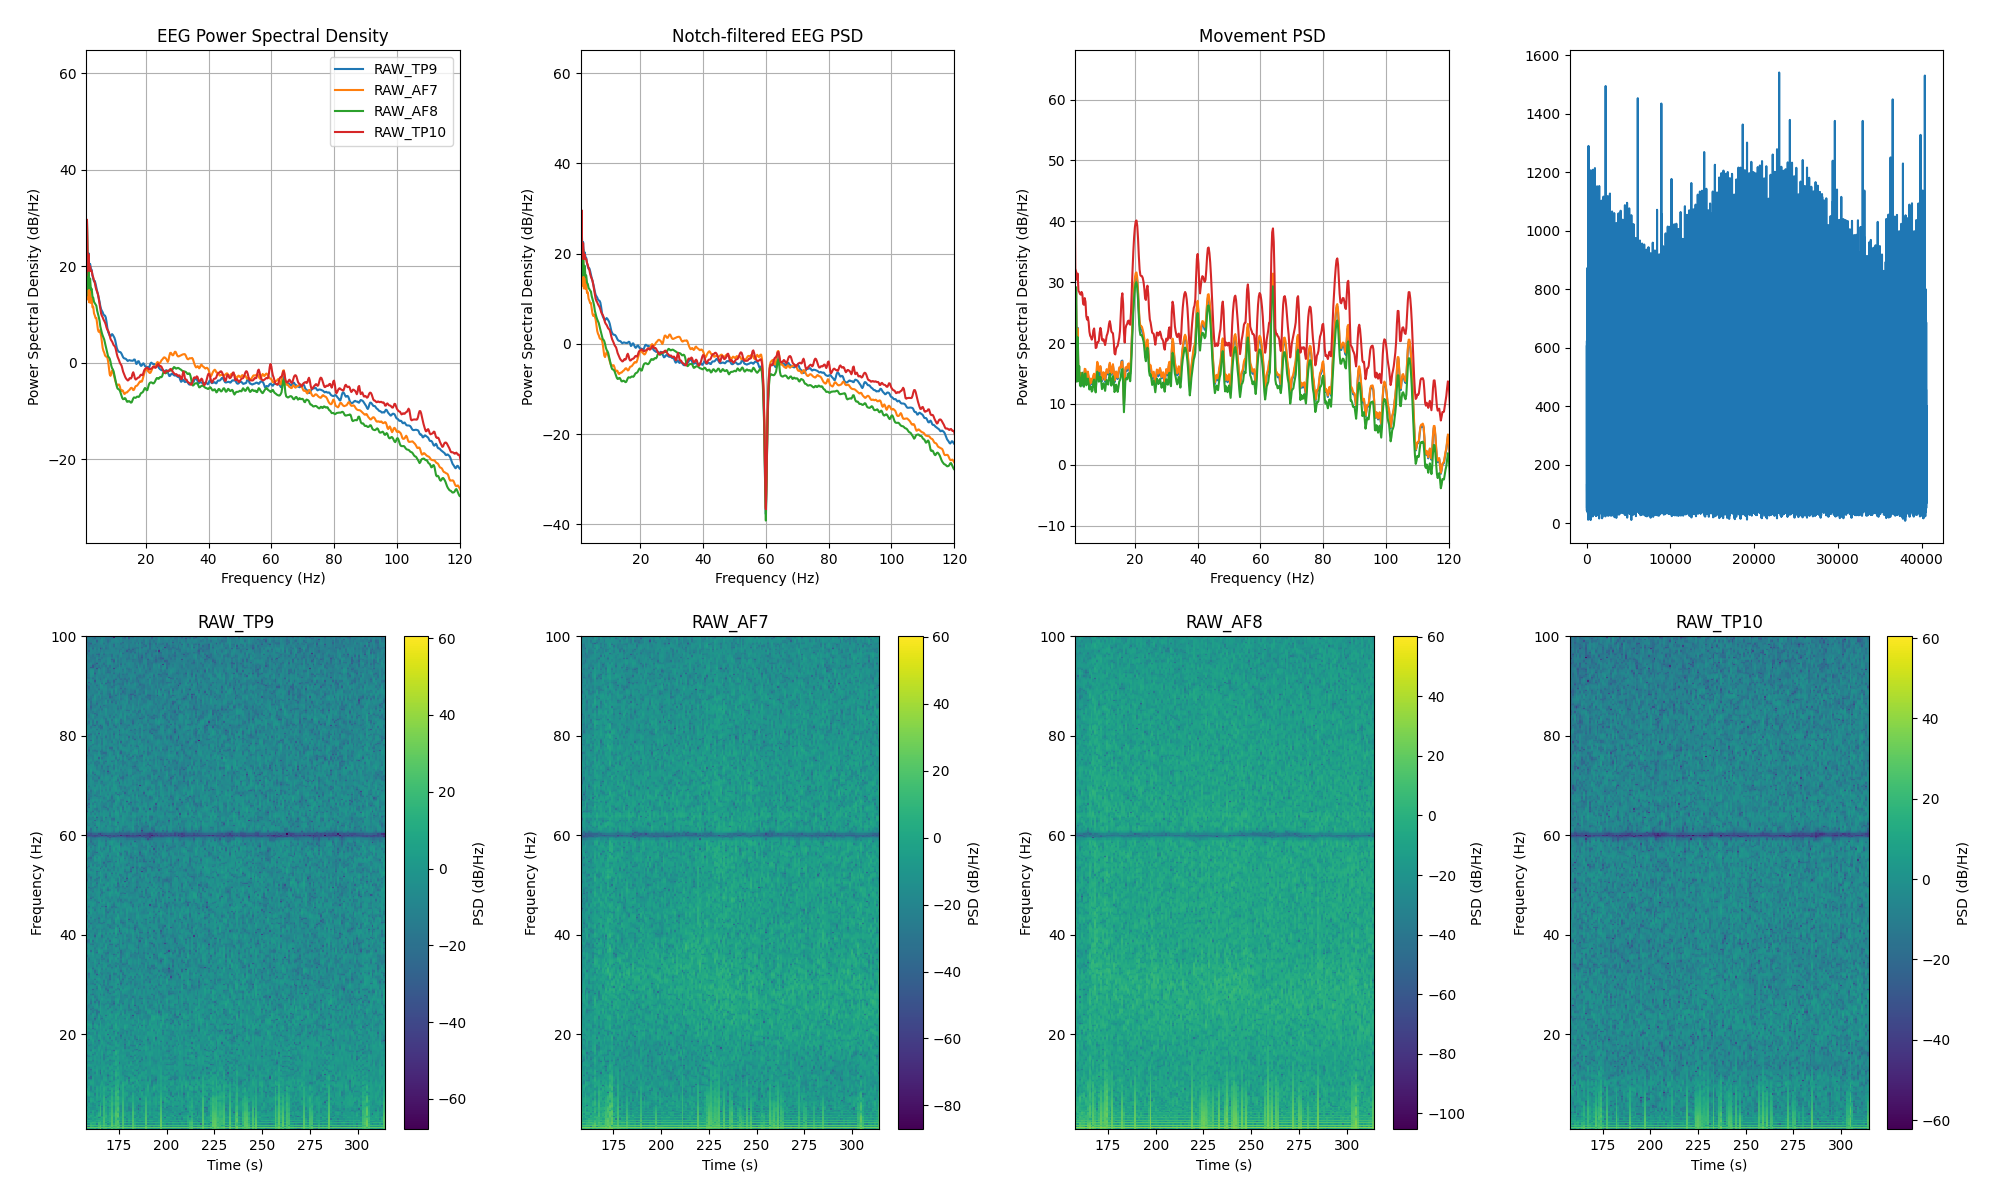 EEG Power Spectral Density
Notch-filtered EEG PSD
Movement PSD
RAW_TP9
RAW_AF7
RAW_AF8
RAW_TP10
60
40
20
0
−20
Power Spectral Density (dB/Hz)
20 40 60 80 100 120
Frequency (Hz)
60
40
20
0
−20
−40
Power Spectral Density (dB/Hz)
20 40 60 80 100 120
Frequency (Hz)
60
50
40
30
20
10
0
−10
Power Spectral Density (dB/Hz)
20 40 60 80 100 120
Frequency (Hz)
1600
1400
1200
1000
800
600
400
200
0
0 10000 20000 30000 40000
RAW_TP9
100
80
60
40
20
Frequency (Hz)
175 200 225 250 275 300
Time (s)
60
40
20
0
−20
−40
−60
PSD (dB/Hz)
RAW_AF7
100
80
60
40
20
Frequency (Hz)
175 200 225 250 275 300
Time (s)
60
40
20
0
−20
−40
−60
−80
PSD (dB/Hz)
RAW_AF8
100
80
60
40
20
Frequency (Hz)
175 200 225 250 275 300
Time (s)
60
40
20
0
−20
−40
−60
−80
−100
PSD (dB/Hz)
RAW_TP10
100
80
60
40
20
Frequency (Hz)
175 200 225 250 275 300
Time (s)
60
40
20
0
−20
−40
−60
PSD (dB/Hz)